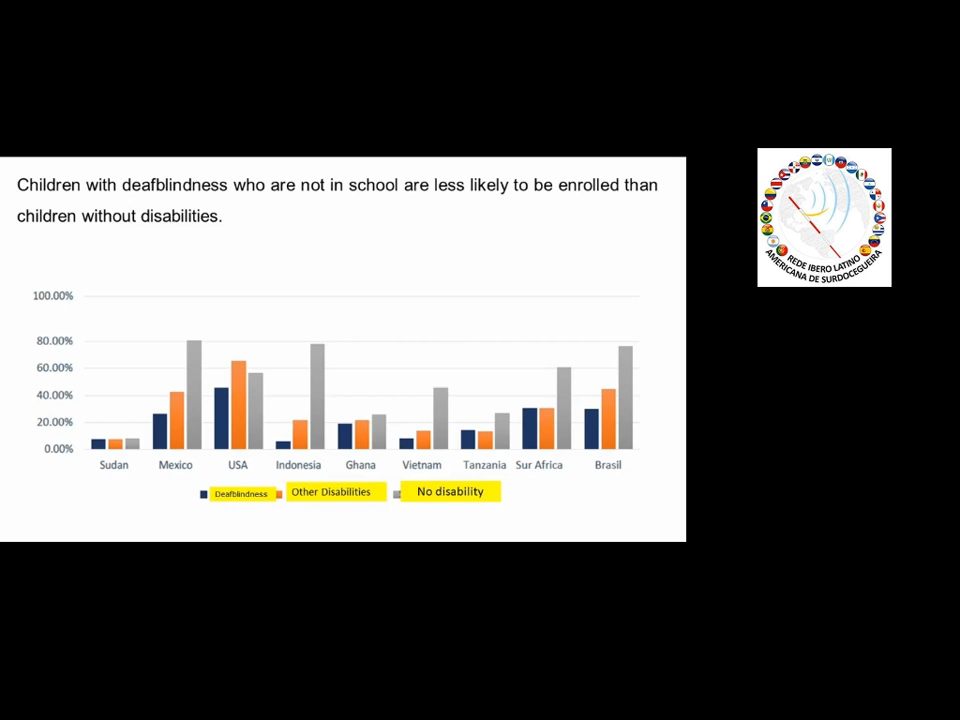 Children with deafblindness who are not in school are less likely to be enrolled than
children without disabilities.
100.00%
80.00%
60.00%
40.00%
20.00%
0.00%
Sudan Mexico USA Indonesia Ghana Vietnam Tanzania Sur Africa Brasil
Deafblindness Other Disabilities No disability
REDE IBERO LATINO
AMERICANA DE SURDOCEGUEIRA